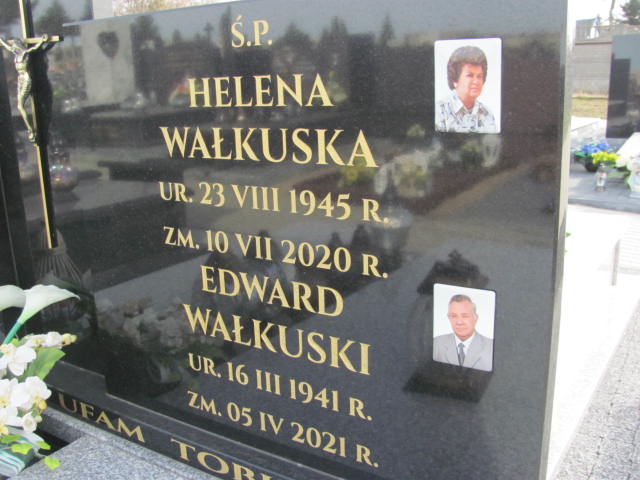 Ś.P.
HELENA
WAŁKUSKA
UR. 23 VIII 1945 R.
ZM. 10 VII 2020 R.
EDWARD
WAŁKUSKI
UR. 16 III 1941 R.
ZM. 05 IV 2021 R.
UFAM